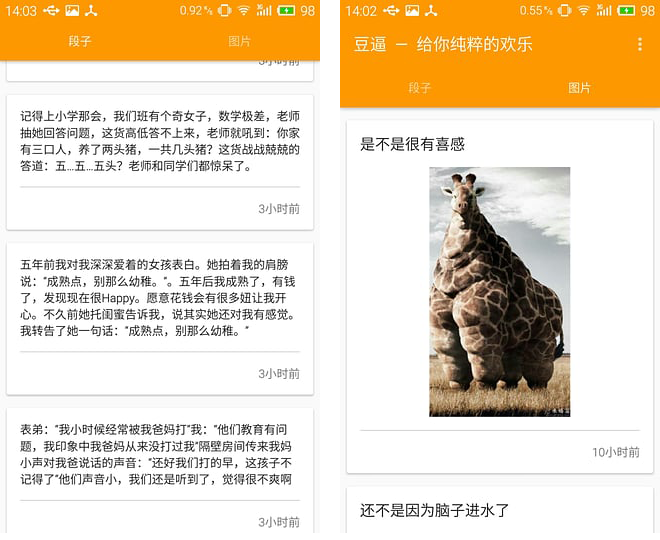 14:03
0.92 K/s
98
段子
图片
3小时前
记得上小学那会，我们班有个奇女子，数学极差，老师
抽她回答问题，这货高低答不上来，老师就吼到：你家
有三口人，养了两头猪，一共几头猪？这货战战兢兢的
答道：五…五…五头？老师和同学们都惊呆了。
3小时前
五年前我对我深深爱着的女孩表白。她拍着我的肩膀
说：“成熟点，别那么幼稚。”。五年后我成熟了，有钱
了，发现现在很Happy。愿意花钱会有很多妞让我开
心。不久前她托闺蜜告诉我，说其实她还对我有感觉。
我转告了她一句话：“成熟点，别那么幼稚。”
3小时前
表弟：“我小时候经常被我爸妈打”我：“他们教育有问
题，我印象中我爸妈从来没打过我”隔壁房间传来我妈
小声对我爸说话的声音：“还好我们打的早，这孩子不
记得了”他们声音小，我们还是听到了，觉得很不爽啊
3小时前
14:02
0.55 K/s
98
豆逼 — 给你纯粹的欢乐
段子
图片
是不是很有喜感
10小时前
还不是因为脑子进水了